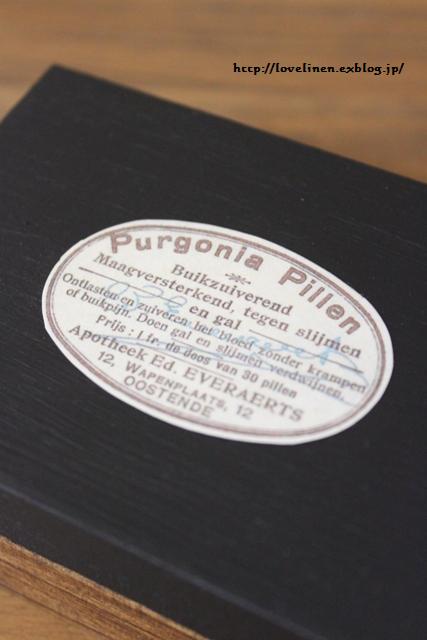 http://lovelinen.exblog.jp/
Purgonia Pillen
Buikzuiverend
Maagversterkend, tegen slijmen
en gal
Ontlasten en zuiveren het bloed zonder krampen
of buikpijn. Doen gal en slijmen verdwijnen.
Prijs : 1 fr. de doos van 30 pillen
Apotheek Ed. EVERAERTS
12, WAPENPLAATS, 12
OOSTENDE